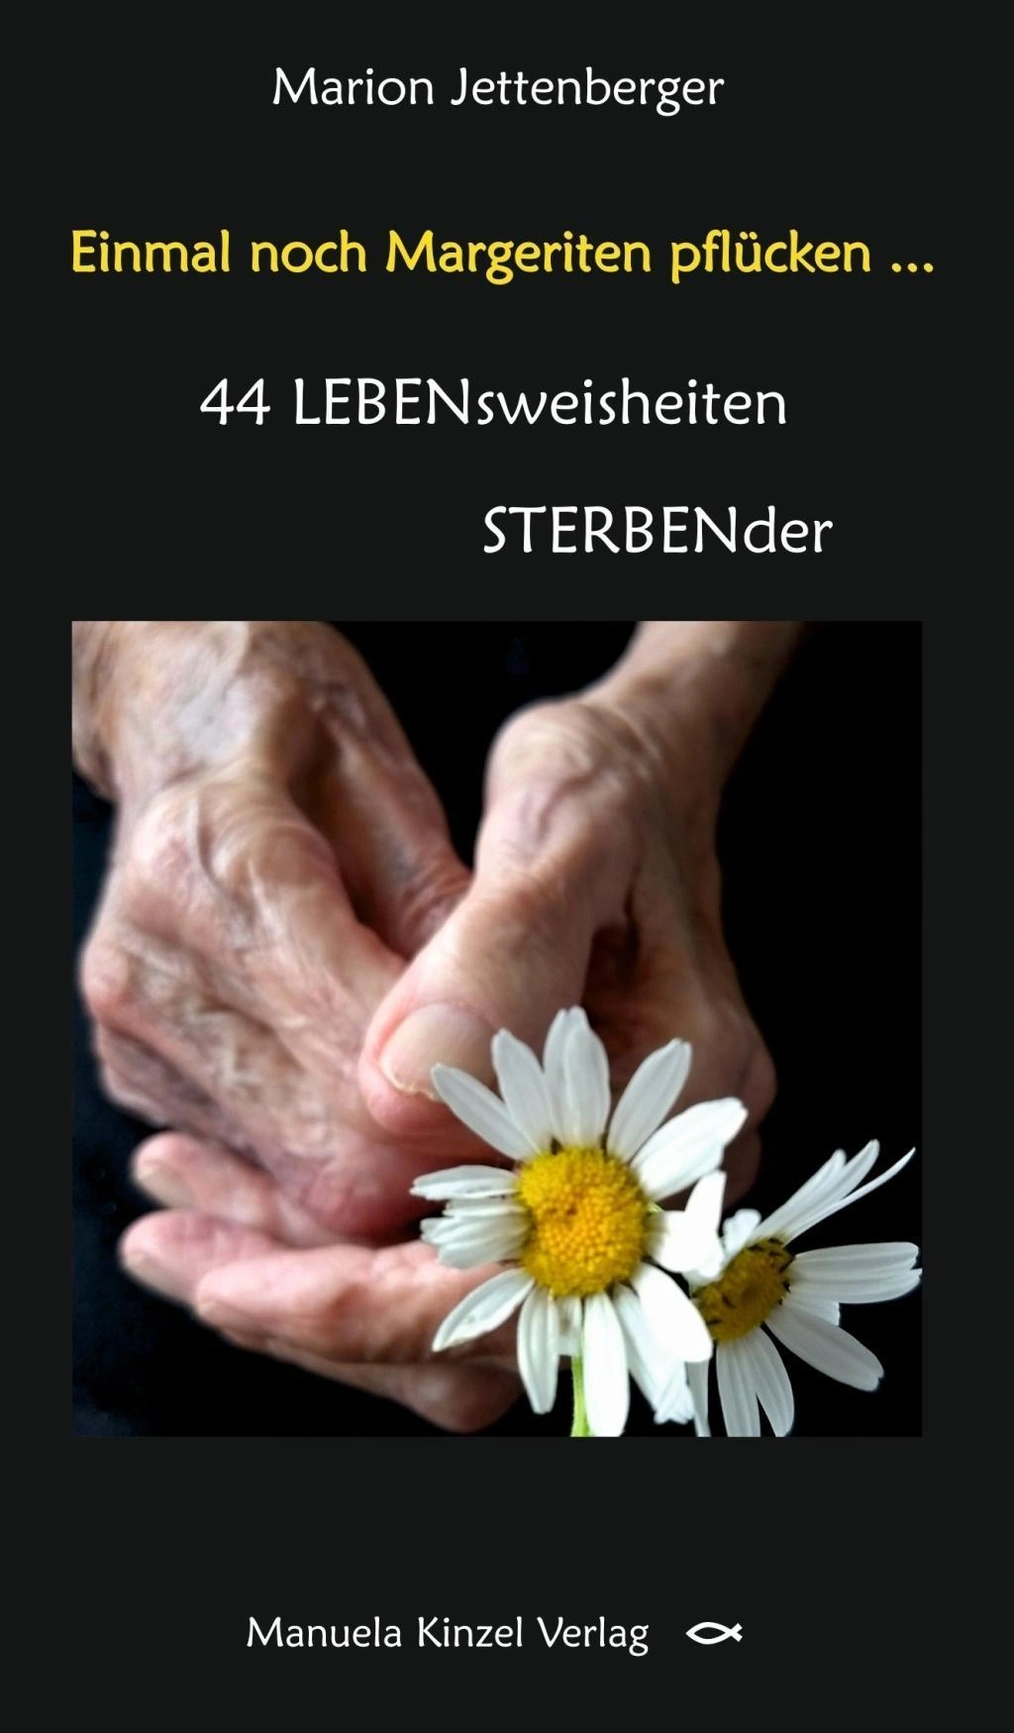 Marion Jettenberger
Einmal noch Margeriten pflücken ...
44 LEBENsweisheiten
STERBENder
Manuela Kinzel Verlag